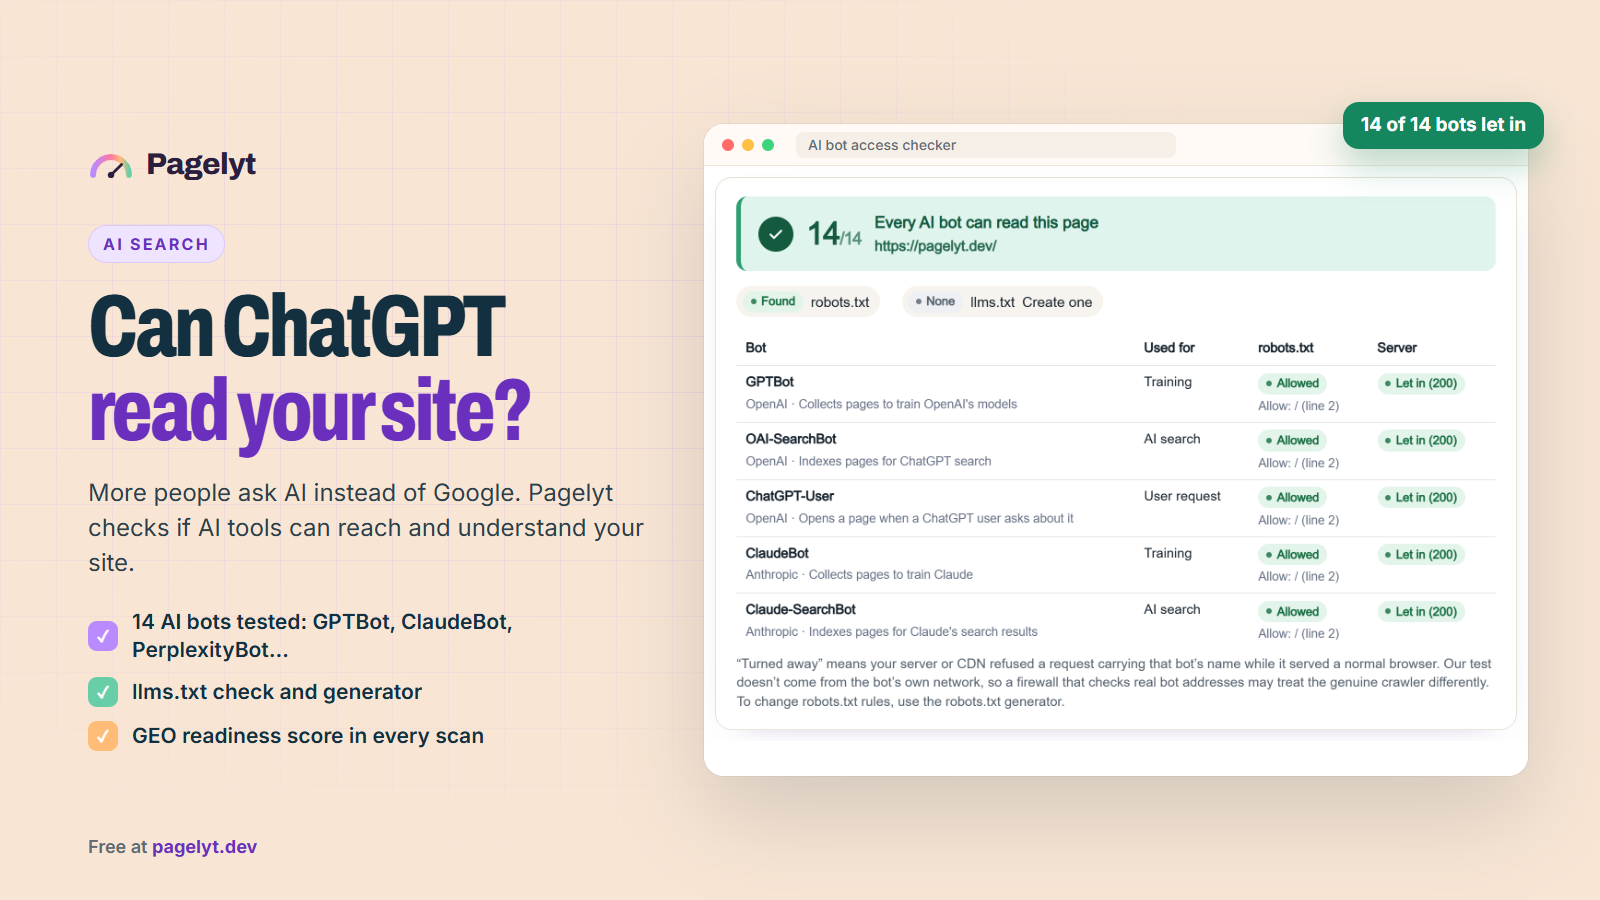 Pagelyt
AI SEARCH
Can ChatGPT
read your site?
More people ask AI instead of Google. Pagelyt
checks if AI tools can reach and understand your
site.
14 AI bots tested: GPTBot, ClaudeBot,
PerplexityBot...
llms.txt check and generator
GEO readiness score in every scan
Free at pagelyt.dev
14 of 14 bots let in
AI bot access checker
14/14 Every AI bot can read this page
https://pagelyt.dev/
Found robots.txt None llms.txt Create one
Bot Used for robots.txt Server
GPTBot Training Allowed Let in (200)
OpenAI · Collects pages to train OpenAI's models Allow: / (line 2)
OAI-SearchBot AI search Allowed Let in (200)
OpenAI · Indexes pages for ChatGPT search Allow: / (line 2)
ChatGPT-User User request Allowed Let in (200)
OpenAI · Opens a page when a ChatGPT user asks about it Allow: / (line 2)
ClaudeBot Training Allowed Let in (200)
Anthropic · Collects pages to train Claude Allow: / (line 2)
Claude-SearchBot AI search Allowed Let in (200)
Anthropic · Indexes pages for Claude's search results Allow: / (line 2)
“Turned away” means your server or CDN refused a request carrying that bot’s name while it served a normal browser. Our test
doesn’t come from the bot’s own network, so a firewall that checks real bot addresses may treat the genuine crawler differently.
To change robots.txt rules, use the robots.txt generator.